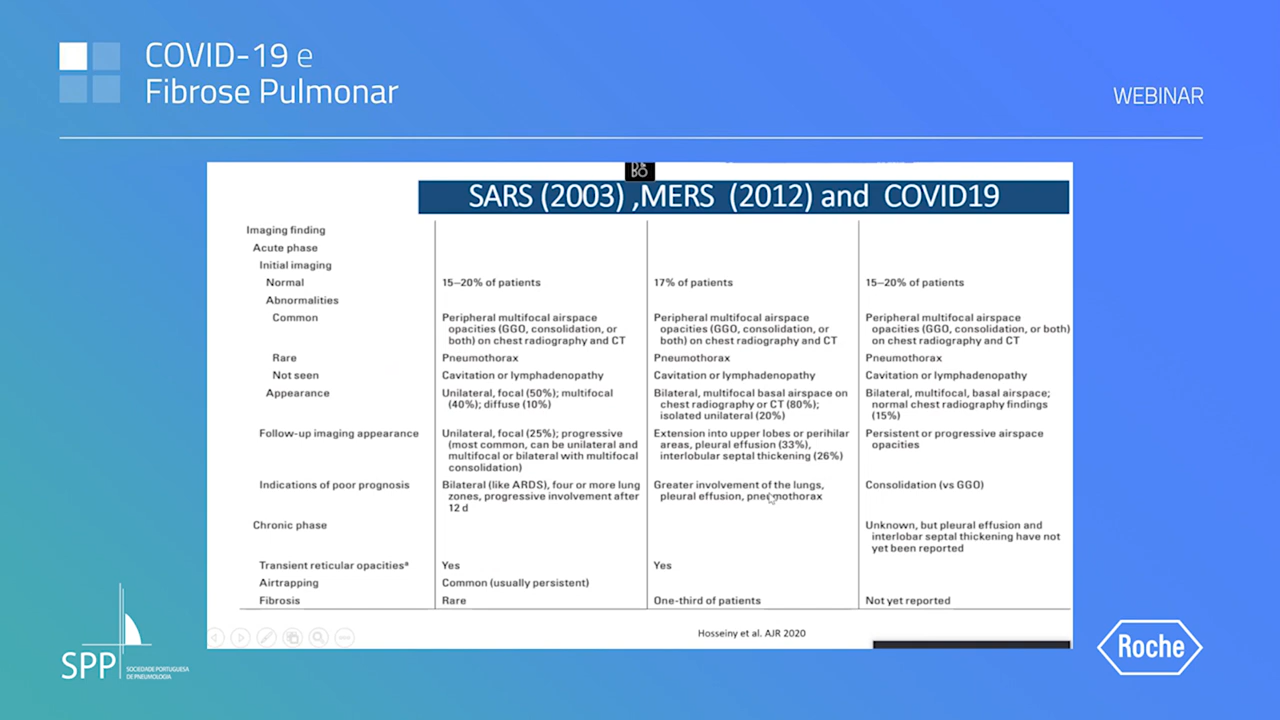 COVID-19 e
Fibrose Pulmonar
WEBINAR
SARS (2003) ,MERS (2012) and COVID19
Imaging finding
Acute phase
Initial imaging
Normal 15–20% of patients 17% of patients 15–20% of patients
Abnormalities
Common Peripheral multifocal airspace Peripheral multifocal airspace Peripheral multifocal airspace
opacities (GGO, consolidation, or opacities (GGO, consolidation, or opacities (GGO, consolidation, or both)
both) on chest radiography and CT both) on chest radiography and CT on chest radiography and CT
Rare Pneumothorax Pneumothorax Pneumothorax
Not seen Cavitation or lymphadenopathy Cavitation or lymphadenopathy Cavitation or lymphadenopathy
Appearance Unilateral, focal (50%); multifocal Bilateral, multifocal basal airspace on Bilateral, multifocal, basal airspace;
(40%); diffuse (10%) chest radiography or CT (80%); normal chest radiography findings
isolated unilateral (20%) (15%)
Follow-up imaging appearance Unilateral, focal (25%); progressive Extension into upper lobes or perihilar Persistent or progressive airspace
(most common, can be unilateral and areas, pleural effusion (33%), opacities
multifocal or bilateral with multifocal interlobular septal thickening (26%)
consolidation)
Indications of poor prognosis Bilateral (like ARDS), four or more lung Greater involvement of the lungs, Consolidation (vs GGO)
zones, progressive involvement after pleural effusion, pneumothorax
12 d
Chronic phase Unknown, but pleural effusion and
interlobar septal thickening have not
yet been reported
Transient reticular opacitiesª Yes Yes
Airtrapping Common (usually persistent)
Fibrosis Rare One-third of patients Not yet reported
Hosseiny et al. AJR 2020
SPP
SOCIEDADE PORTUGUESA
DE PNEUMOLOGIA
Roche